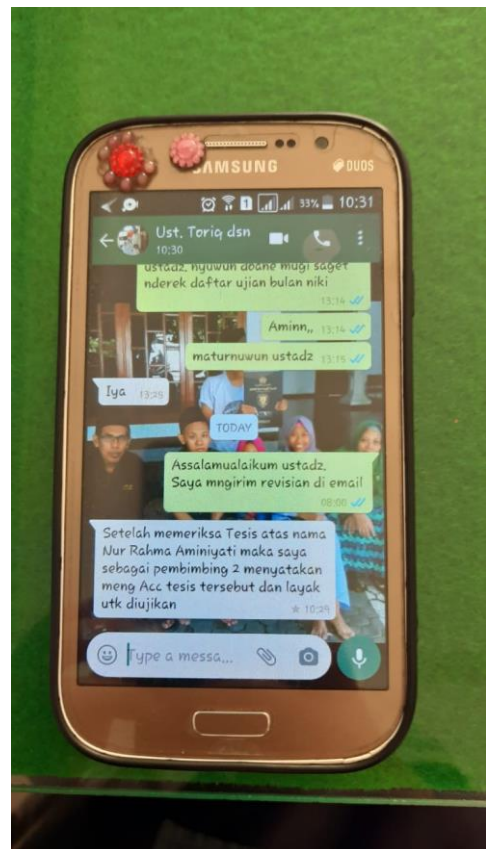 SAMSUNG
DUOS
1
33%
10:31
Ust. Toriq dsn
10:30
ustadz, nyuwun doane mugi saget
nderek daftar ujian bulan niki
13:14
Aminn,, 13:14
maturnuwun ustadz 13:15
Iya 13:25
TODAY
Assalamualaikum ustadz,
Saya mngirim revisian di email
08:00
Setelah memeriksa Tesis atas nama
Nur Rahma Aminiyati maka saya
sebagai pembimbing 2 menyatakan
meng Acc tesis tersebut dan layak
utk diujikan
10:29
Type a messa...